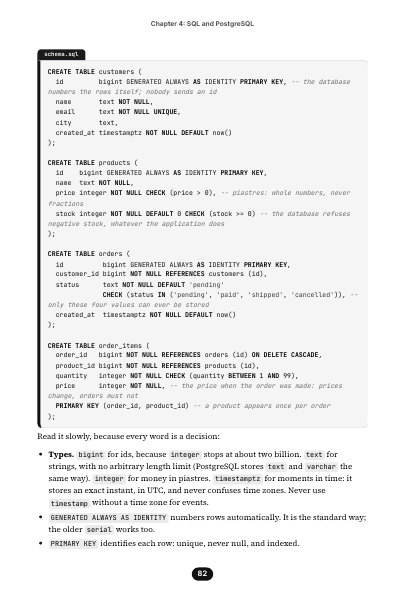 Chapter 4: SQL and PostgreSQL
schema.sql
CREATE TABLE customers (
  id         bigint GENERATED ALWAYS AS IDENTITY PRIMARY KEY, -- the database
numbers the rows itself; nobody sends an id
  name       text NOT NULL,
  email      text NOT NULL UNIQUE,
  city       text,
  created_at timestamptz NOT NULL DEFAULT now()
);
CREATE TABLE products (
  id    bigint GENERATED ALWAYS AS IDENTITY PRIMARY KEY,
  name  text NOT NULL,
  price integer NOT NULL CHECK (price > 0), -- piastres: whole numbers, never
fractions
  stock integer NOT NULL DEFAULT 0 CHECK (stock >= 0) -- the database refuses
negative stock, whatever the application does
);
CREATE TABLE orders (
  id          bigint GENERATED ALWAYS AS IDENTITY PRIMARY KEY,
  customer_id bigint NOT NULL REFERENCES customers (id),
  status      text NOT NULL DEFAULT 'pending'
              CHECK (status IN ('pending', 'paid', 'shipped', 'cancelled')), --
only these four values can ever be stored
  created_at  timestamptz NOT NULL DEFAULT now()
);
CREATE TABLE order_items (
  order_id   bigint NOT NULL REFERENCES orders (id) ON DELETE CASCADE,
  product_id bigint NOT NULL REFERENCES products (id),
  quantity   integer NOT NULL CHECK (quantity BETWEEN 1 AND 99),
  price      integer NOT NULL, -- the price when the order was made: prices
change, orders must not
  PRIMARY KEY (order_id, product_id) -- a product appears once per order
);
Read it slowly, because every word is a decision:
• Types. bigint for ids, because integer stops at about two billion. text for
strings, with no arbitrary length limit (PostgreSQL stores text and varchar the
same way). integer for money in piastres. timestamptz for moments in time: it
stores an exact instant, in UTC, and never confuses time zones. Never use
timestamp without a time zone for events.
• GENERATED ALWAYS AS IDENTITY numbers rows automatically. It is the standard way;
the older serial works too.
• PRIMARY KEY identifies each row: unique, never null, and indexed.
82